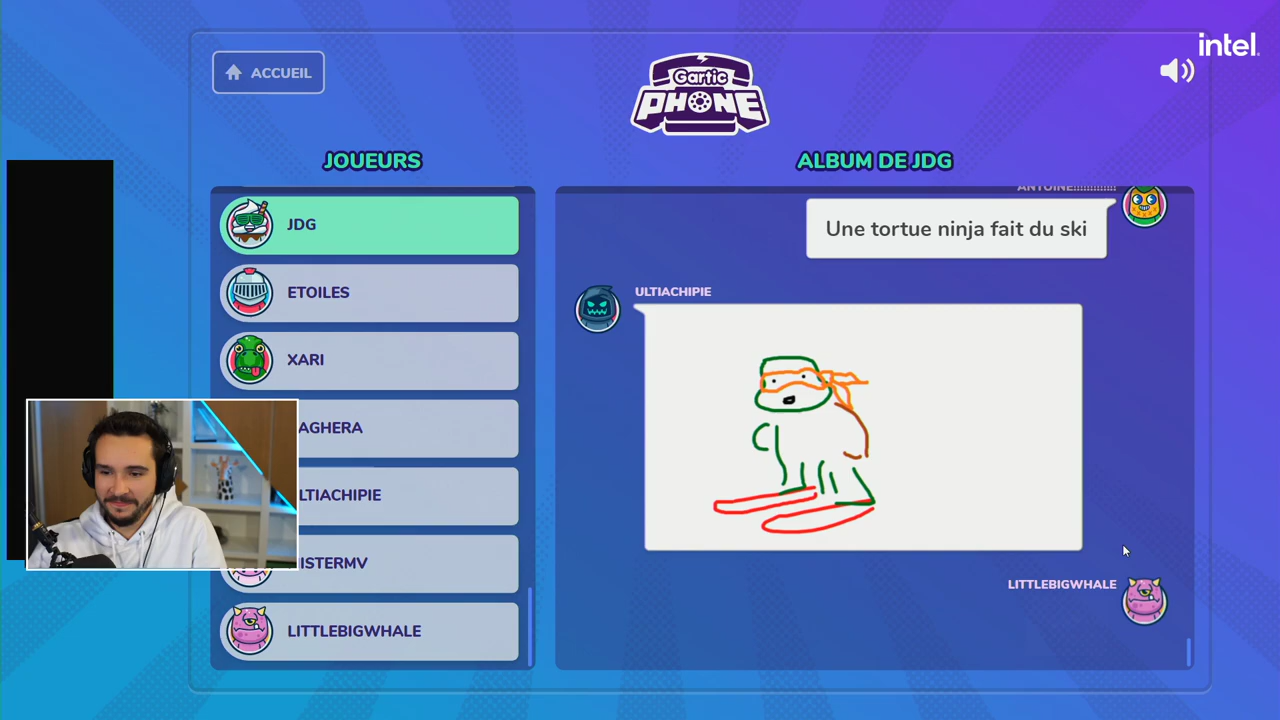 intel.
ACCUEIL
Gartic
PHONE
JOUEURS
ALBUM DE JDG
JDG
ETOILES
XARI
AGHERA
LTIACHIPIE
ISTERMV
LITTLEBIGWHALE
ANTOINE!!!!!!!!!!!!!
Une tortue ninja fait du ski
ULTIACHIPIE
LITTLEBIGWHALE